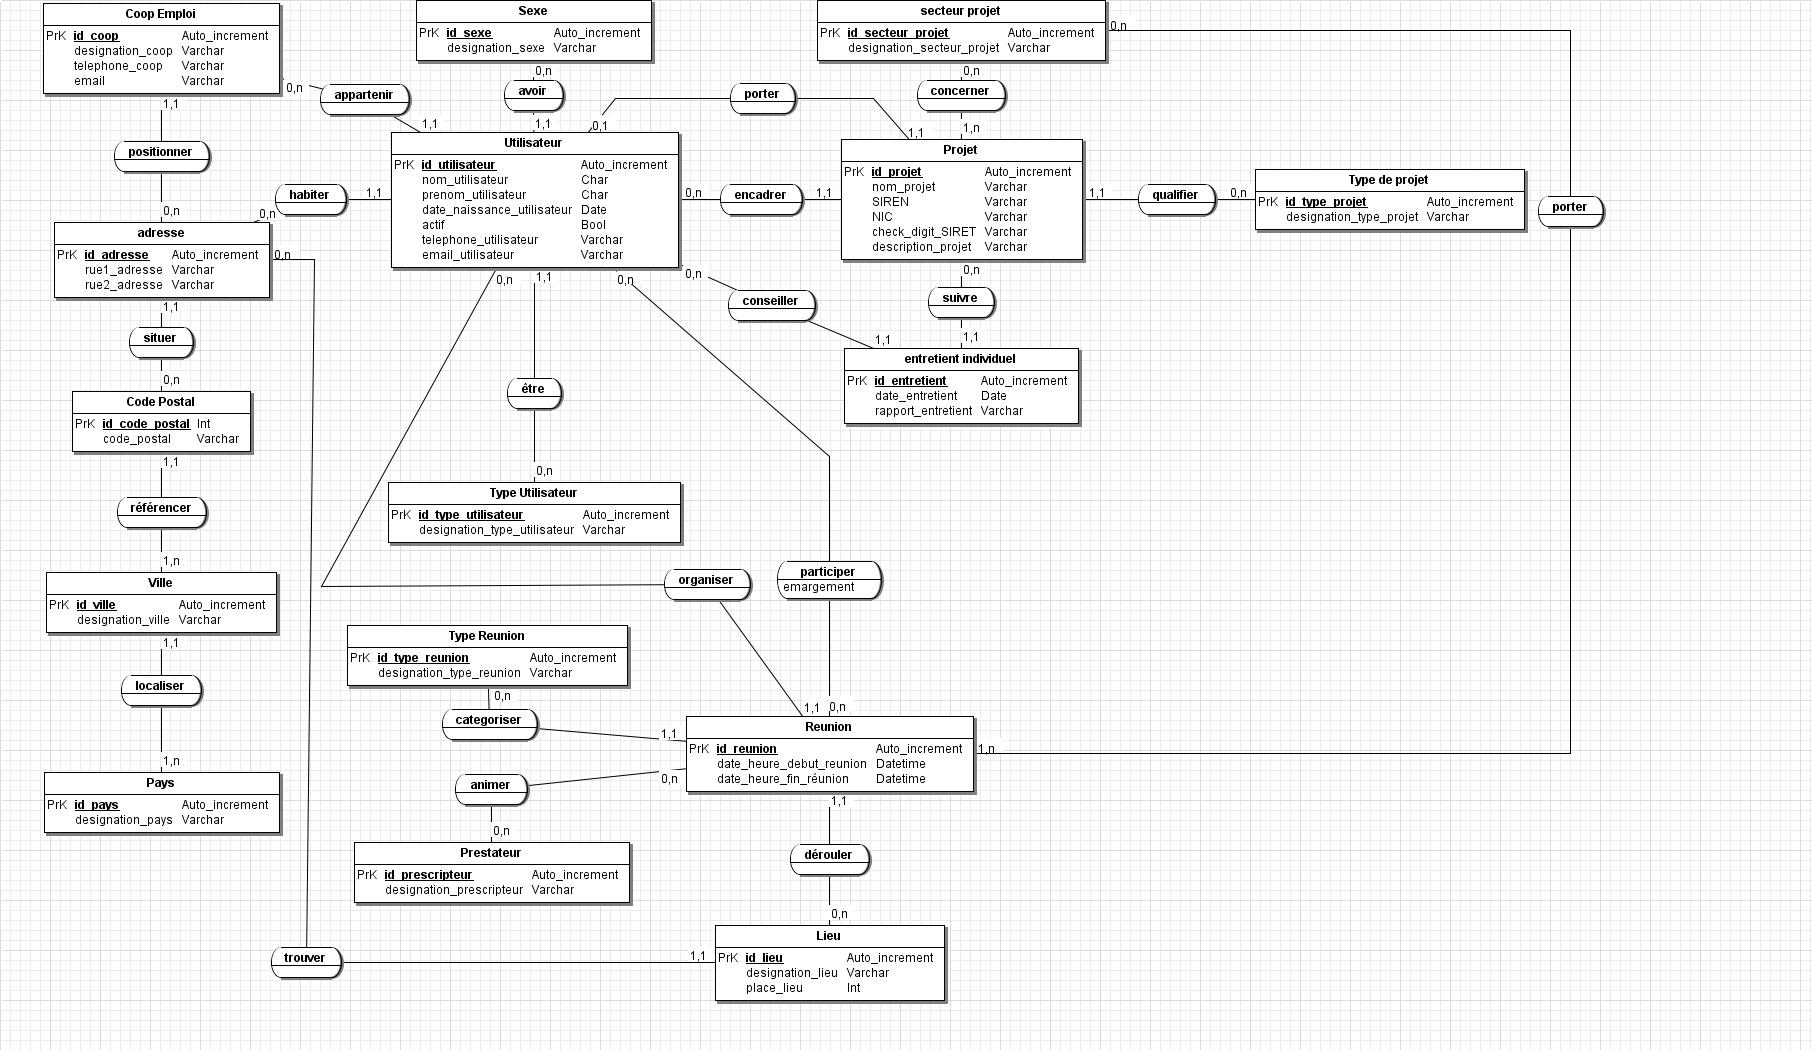 Coop Emploi
PrK id_coop Auto_increment
designation_coop Varchar
telephone_coop Varchar
email Varchar
Sexe
PrK id_sexe Auto_increment
designation_sexe Varchar
secteur projet
PrK id_secteur_projet Auto_increment
designation_secteur_projet Varchar
0,n
0,n
appartenir
0,n
avoir
porter
0,n
concerner
1,1
1,1
1,1
0,1
1,1
1,n
positionner
0,n
Utilisateur
PrK id_utilisateur Auto_increment
nom_utilisateur Char
prenom_utilisateur Char
date_naissance_utilisateur Date
actif Bool
telephone_utilisateur Varchar
email_utilisateur Varchar
Projet
PrK id_projet Auto_increment
nom_projet Varchar
SIREN Varchar
NIC Varchar
check_digit_SIRET Varchar
description_projet Varchar
0,n
habiter
1,1
0,n
encadrer
1,1
1,1
qualifier
0,n
Type de projet
PrK id_type_projet Auto_increment
designation_type_projet Varchar
porter
adresse
PrK id_adresse Auto_increment
rue1_adresse Varchar
rue2_adresse Varchar
0,n
1,1
situer
0,n
0,n
1,1
0,n
0,n
conseiller
1,1
0,n
suivre
1,1
entretient individuel
PrK id_entretient Auto_increment
date_entretient Date
rapport_entretient Varchar
Code Postal
PrK id_code_postal Int
code_postal Varchar
être
0,n
1,1
référencer
1,n
Type Utilisateur
PrK id_type_utilisateur Auto_increment
designation_type_utilisateur Varchar
Ville
PrK id_ville Auto_increment
designation_ville Varchar
organiser
participer
emargement
1,1
localiser
1,n
Type Reunion
PrK id_type_reunion Auto_increment
designation_type_reunion Varchar
0,n
categoriser
1,1
1,1
0,n
Reunion
PrK id_reunion Auto_increment
date_heure_debut_reunion Datetime
date_heure_fin_réunion Datetime
1,n
Pays
PrK id_pays Auto_increment
designation_pays Varchar
animer
0,n
0,n
Prestateur
PrK id_prescripteur Auto_increment
designation_prescripteur Varchar
1,1
dérouler
0,n
trouver
1,1
Lieu
PrK id_lieu Auto_increment
designation_lieu Varchar
place_lieu Int